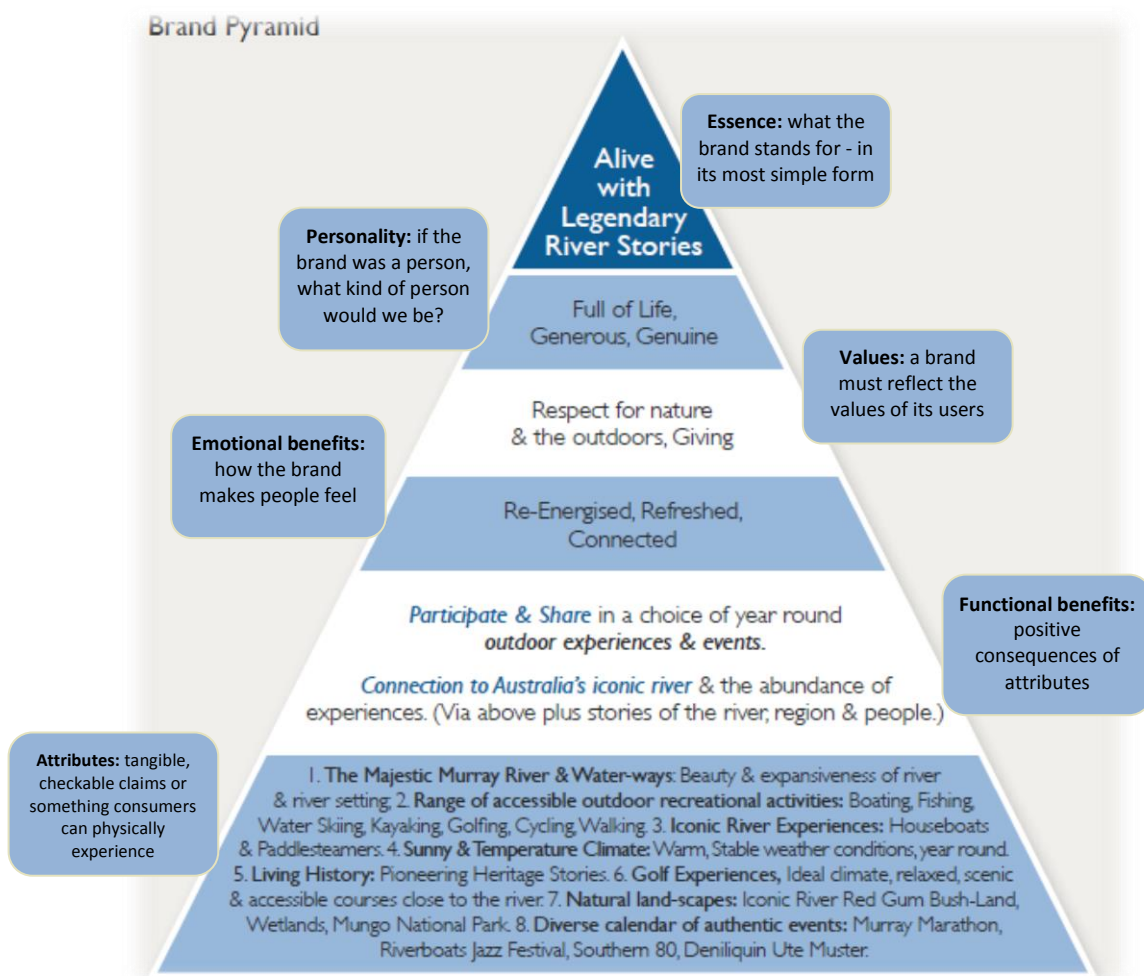 Brand Pyramid
Essence: what the
brand stands for - in
its most simple form
Alive
with
Legendary
River Stories
Personality: if the
brand was a person,
what kind of person
would we be?
Full of Life,
Generous, Genuine
Values: a brand
must reflect the
values of its users
Respect for nature
& the outdoors, Giving
Emotional benefits:
how the brand
makes people feel
Re-Energised, Refreshed,
Connected
Functional benefits:
positive
consequences of
attributes
Participate & Share in a choice of year round
outdoor experiences & events.
Connection to Australia's iconic river & the abundance of
experiences. (Via above plus stories of the river, region & people.)
Attributes: tangible,
checkable claims or
something consumers
can physically
experience
1. The Majestic Murray River & Water-ways: Beauty & expansiveness of river
& river setting; 2. Range of accessible outdoor recreational activities: Boating, Fishing,
Water Skiing, Kayaking, Golfing, Cycling, Walking. 3. Iconic River Experiences: Houseboats
& Paddlesteamers. 4. Sunny & Temperature Climate: Warm, Stable weather conditions, year round.
5. Living History: Pioneering Heritage Stories. 6. Golf Experiences, Ideal climate, relaxed, scenic
& accessible courses close to the river. 7. Natural land-scapes: Iconic River Red Gum Bush-Land,
Wetlands, Mungo National Park. 8. Diverse calendar of authentic events: Murray Marathon,
Riverboats Jazz Festival, Southern 80, Deniliquin Ute Muster.